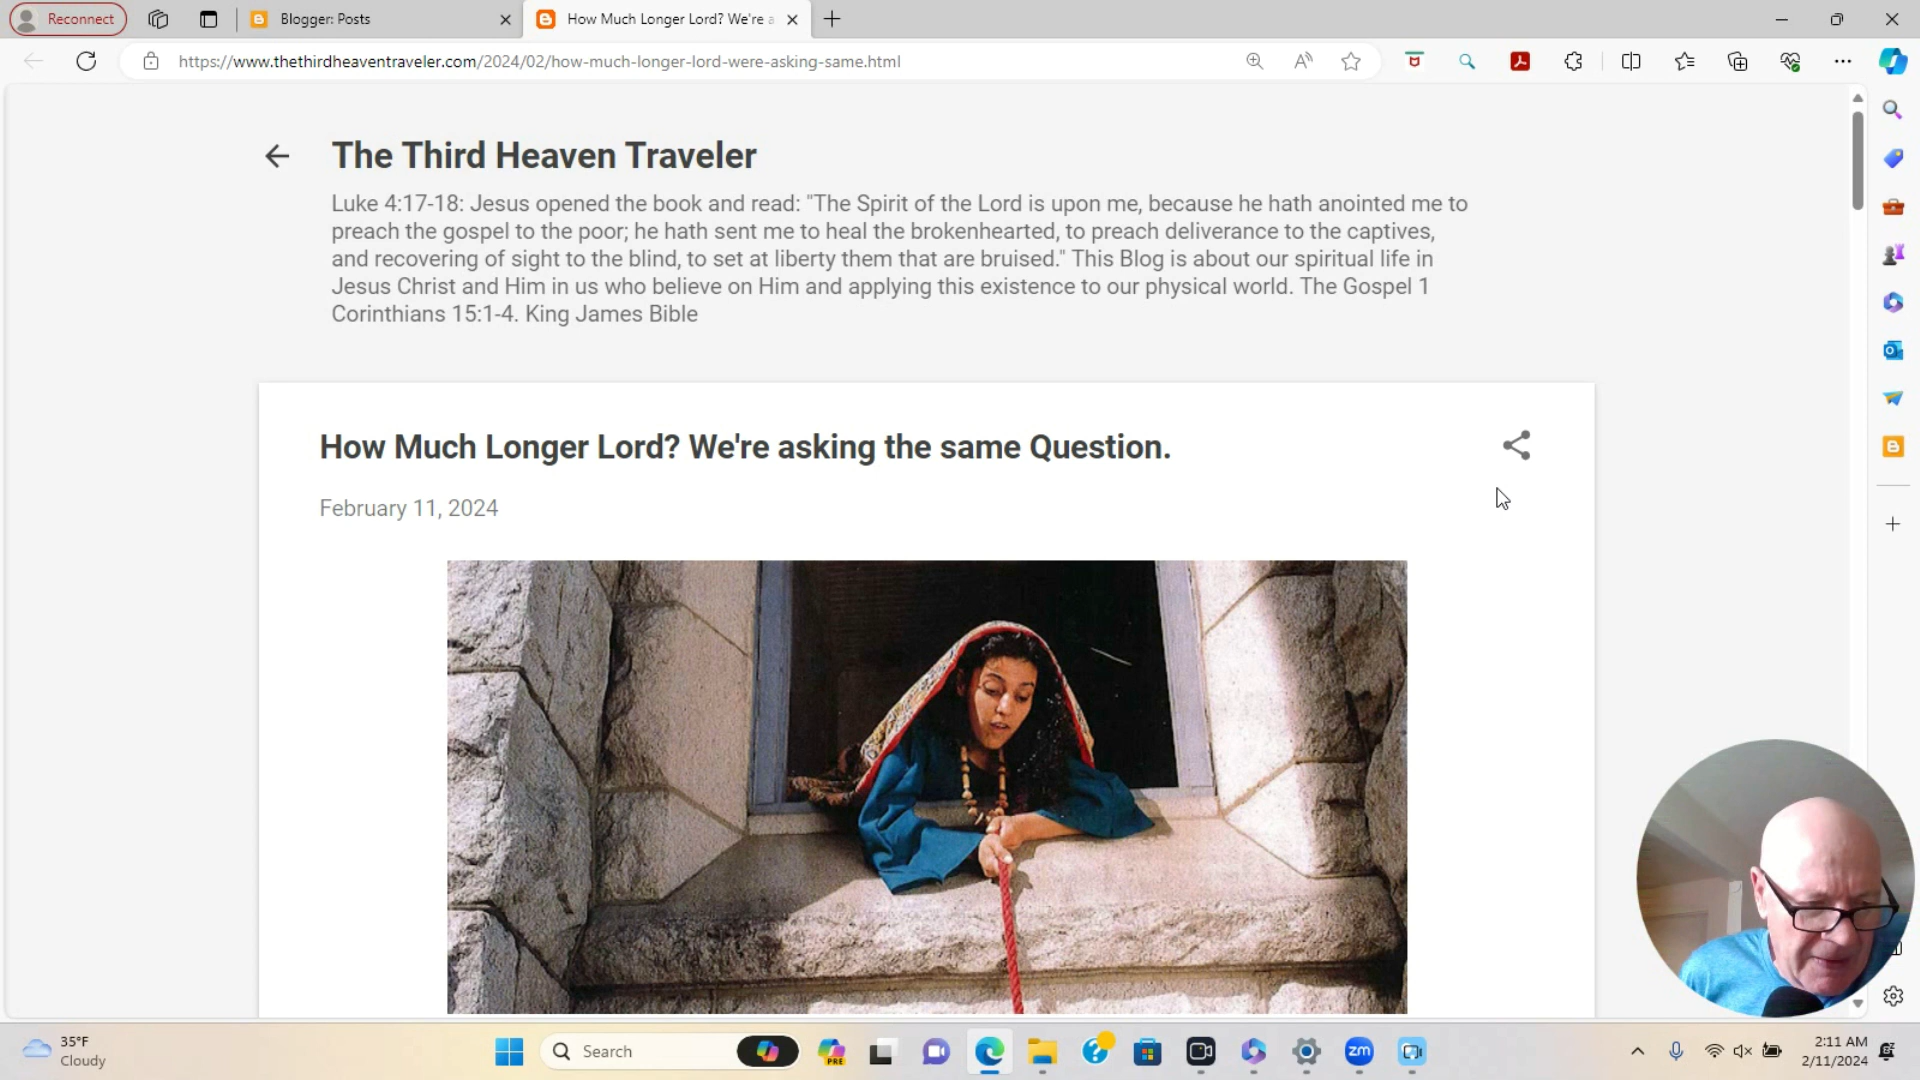 Reconnect
Blogger: Posts
How Much Longer Lord? We're a
https://www.thethirdheaventraveler.com/2024/02/how-much-longer-lord-were-asking-same.html
The Third Heaven Traveler
Luke 4:17-18: Jesus opened the book and read: "The Spirit of the Lord is upon me, because he hath anointed me to
preach the gospel to the poor; he hath sent me to heal the brokenhearted, to preach deliverance to the captives,
and recovering of sight to the blind, to set at liberty them that are bruised." This Blog is about our spiritual life in
Jesus Christ and Him in us who believe on Him and applying this existence to our physical world. The Gospel 1
Corinthians 15:1-4. King James Bible
How Much Longer Lord? We're asking the same Question.
February 11, 2024
35°F
Cloudy
Search
PRE
zm
2:11 AM
2/11/2024